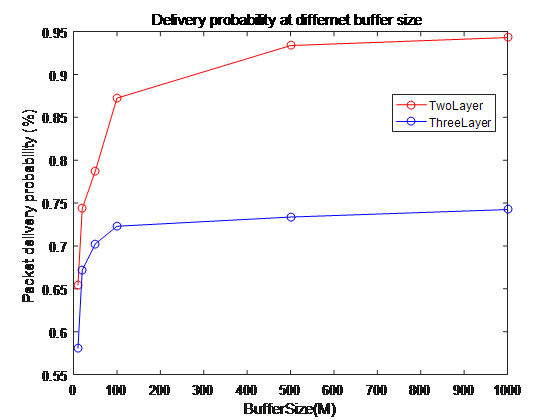 Delivery probability at differnet buffer size
Packet delivery probability (%)
0.95
0.9
0.85
0.8
0.75
0.7
0.65
0.6
0.55
TwoLayer
ThreeLayer
0 100 200 300 400 500 600 700 800 900 1000
BufferSize(M)